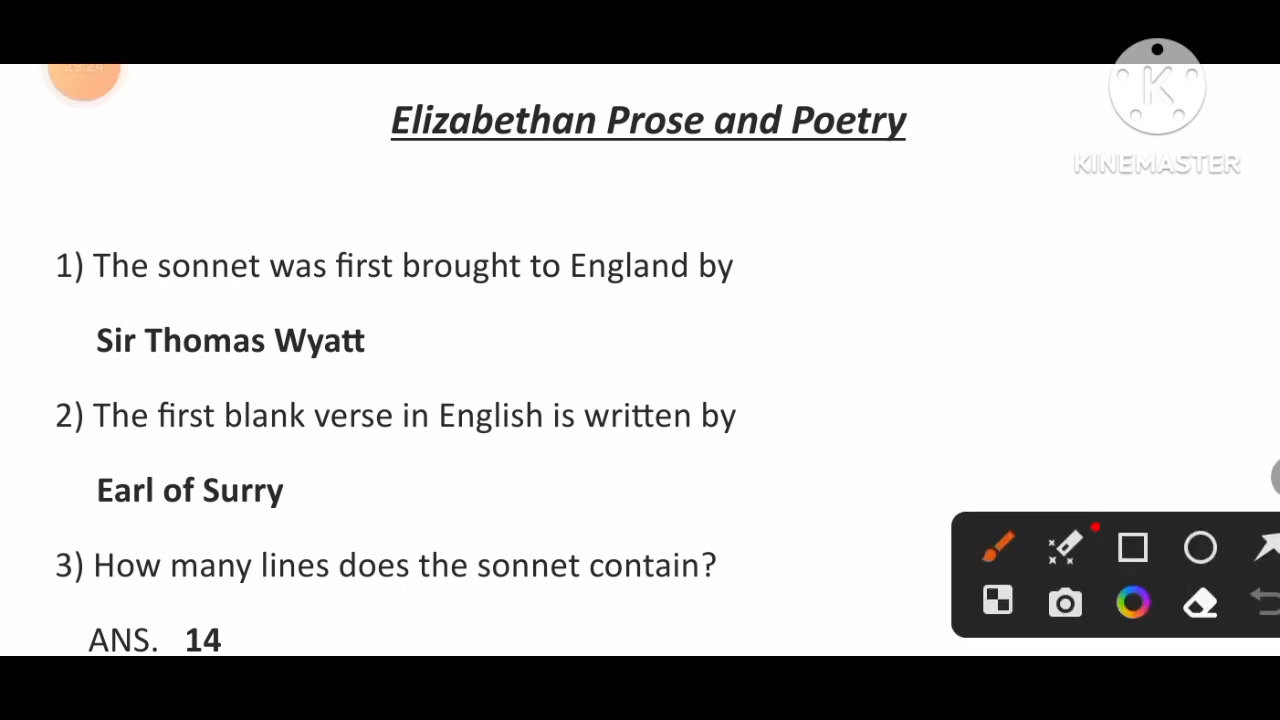 Elizabethan Prose and Poetry
KINEMASTER
1) The sonnet was first brought to England by
Sir Thomas Wyatt
2) The first blank verse in English is written by
Earl of Surry
3) How many lines does the sonnet contain?
ANS. 14